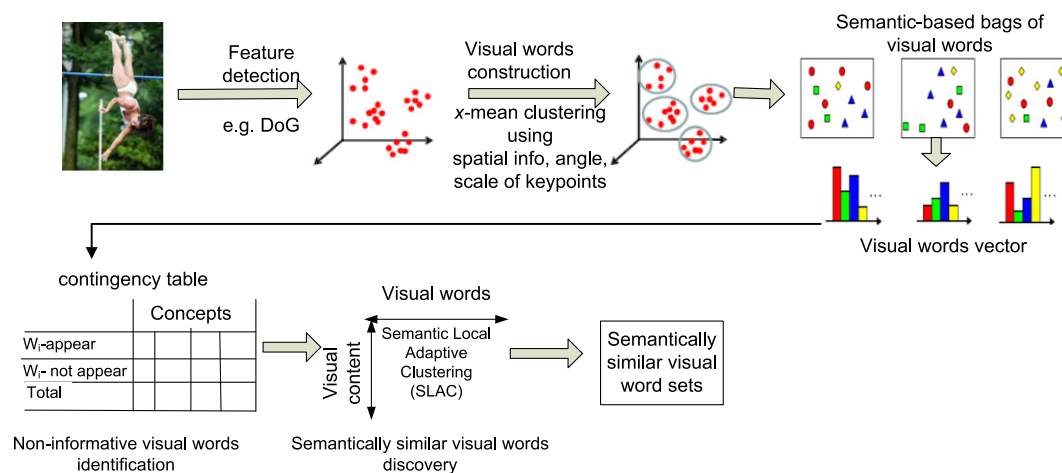 Feature
detection
e.g. DoG
Visual words
construction
x-mean clustering
using
spatial info, angle,
scale of keypoints
Semantic-based bags of
visual words
...
...
...
Visual words vector
contingency table
Concepts
Wi-appear
Wi- not appear
Total
Non-informative visual words
identification
Visual words
Visual
content
Semantic Local
Adaptive
Clustering
(SLAC)
Semantically similar visual words
discovery
Semantically
similar visual
word sets